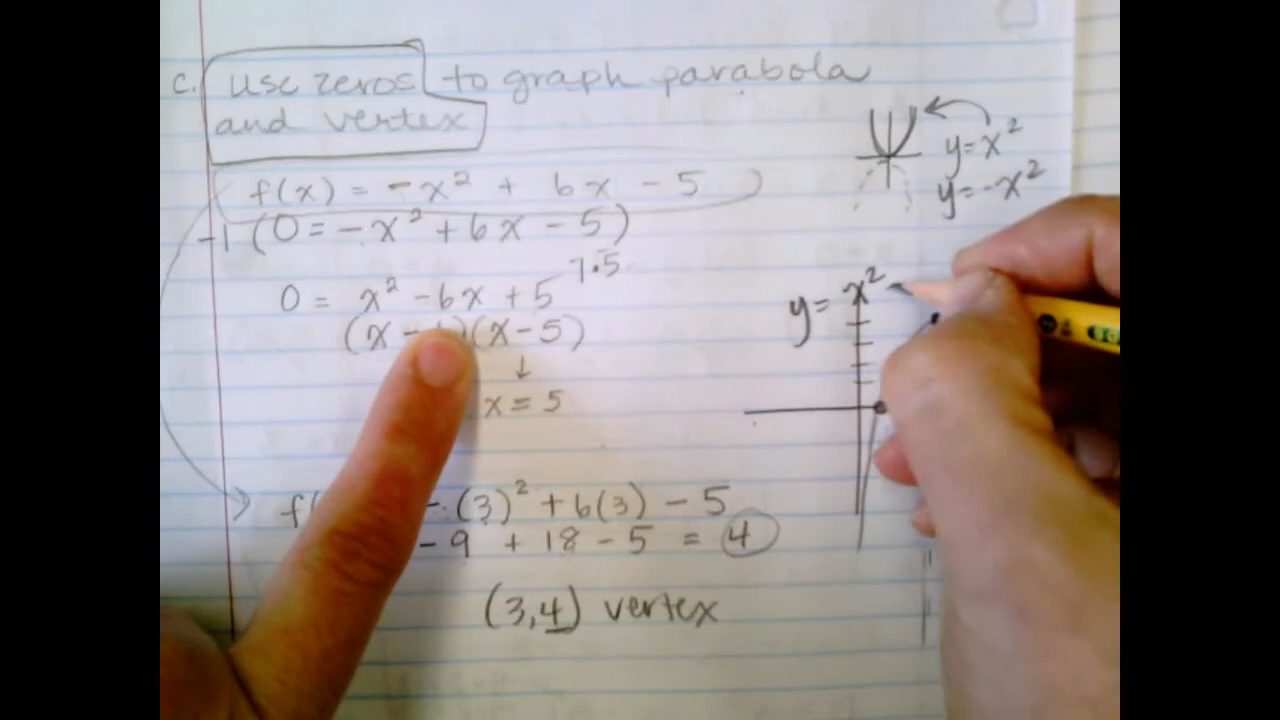 c. use zeros to graph parabola
and vertex
f(x) = -x² + 6x - 5
-1(0 = -x² + 6x - 5)
0 = x² - 6x + 5
(x - )(x - 5)
↓
x = 5
f( - (3)² + 6(3) - 5
- 9 + 18 - 5 = 4
(3,4) vertex
y = x²
y = -x²
y = x² -